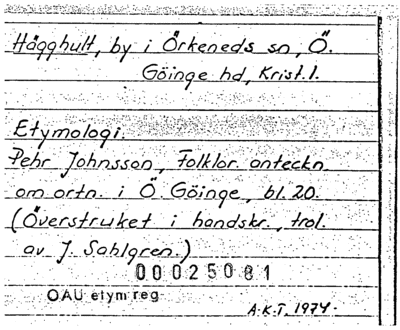 Hägghult, by i Örkeneds sn, Ö.
Göinge hd, Krist. l.
Etymologi.
Pehr Johnsson, Folklor. anteckn.
om ortn. i Ö. Göinge, bl. 20.
(Överstruket i handskr., trol.
av J. Sahlgren.)
00025081
OAU etym reg
A.K.T. 1974.